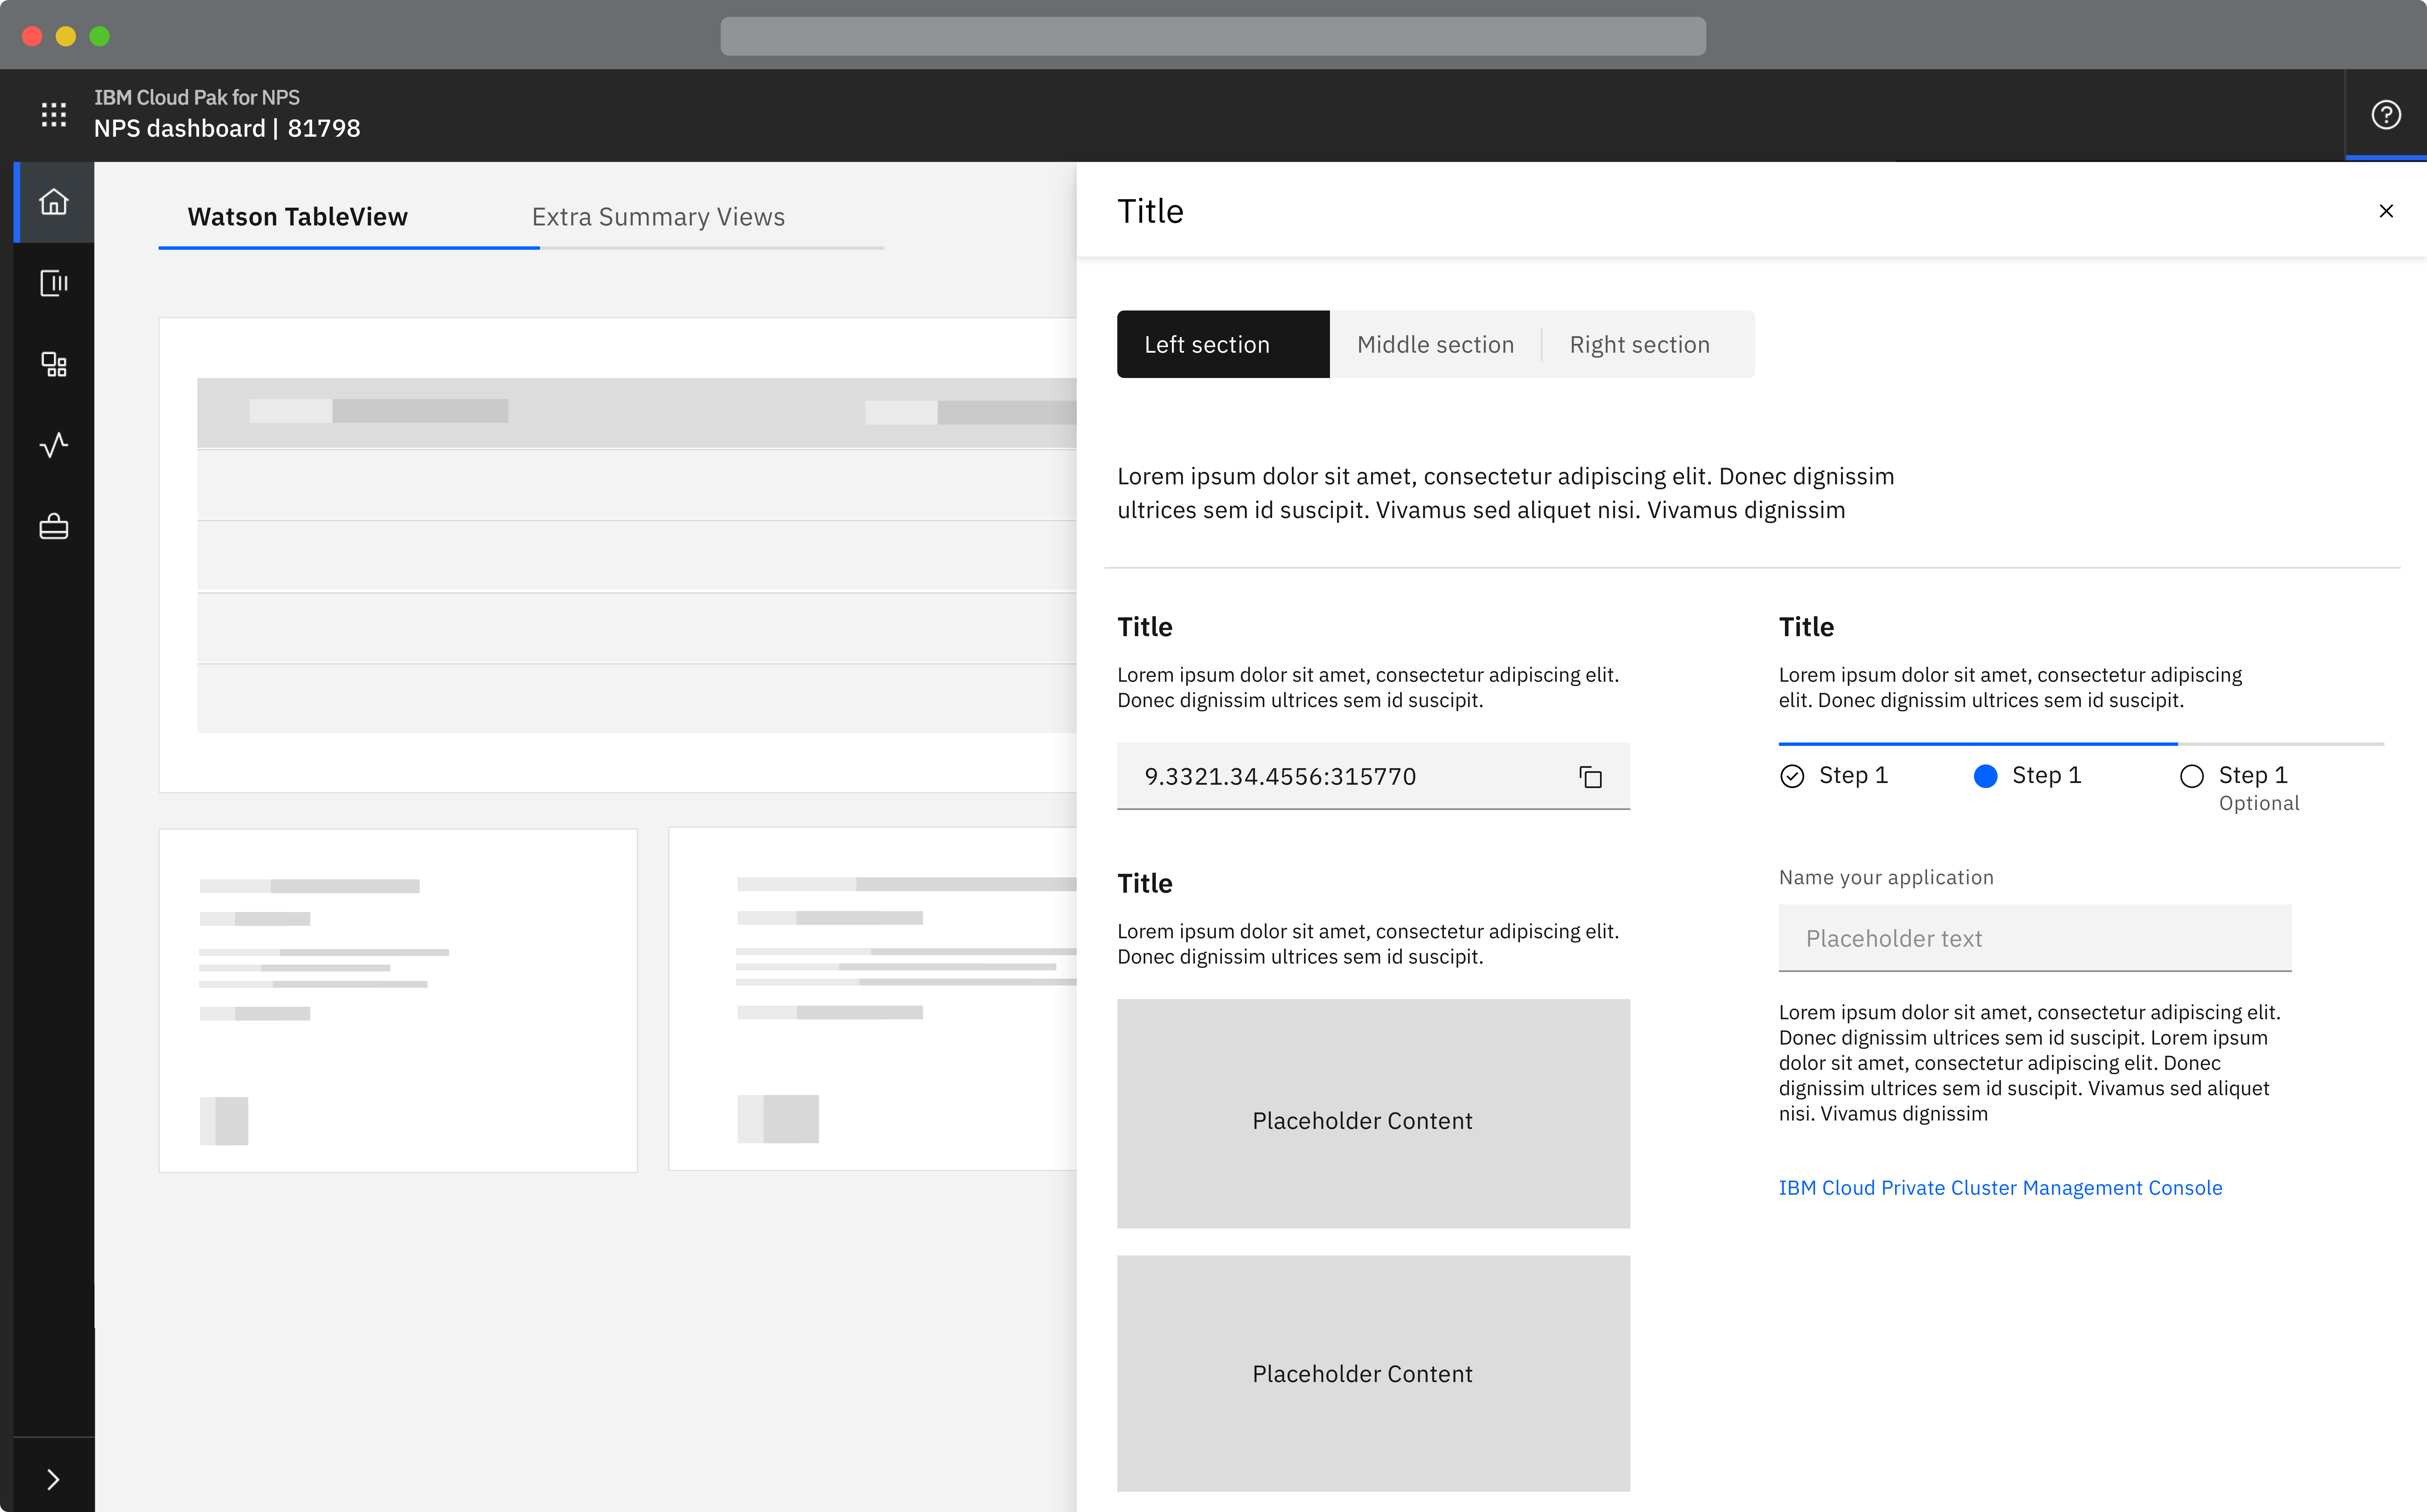 IBM Cloud Pak for NPS
NPS dashboard | 81798
Watson TableView
Extra Summary Views
Title
Left section
Middle section
Right section
Lorem ipsum dolor sit amet, consectetur adipiscing elit. Donec dignissim
ultrices sem id suscipit. Vivamus sed aliquet nisi. Vivamus dignissim
Title
Lorem ipsum dolor sit amet, consectetur adipiscing elit.
Donec dignissim ultrices sem id suscipit.
9.3321.34.4556:315770
Title
Lorem ipsum dolor sit amet, consectetur adipiscing elit.
Donec dignissim ultrices sem id suscipit.
Placeholder Content
Placeholder Content
Title
Lorem ipsum dolor sit amet, consectetur adipiscing
elit. Donec dignissim ultrices sem id suscipit.
Step 1
Step 1
Step 1
Optional
Name your application
Placeholder text
Lorem ipsum dolor sit amet, consectetur adipiscing elit.
Donec dignissim ultrices sem id suscipit. Lorem ipsum
dolor sit amet, consectetur adipiscing elit. Donec
dignissim ultrices sem id suscipit. Vivamus sed aliquet
nisi. Vivamus dignissim
IBM Cloud Private Cluster Management Console